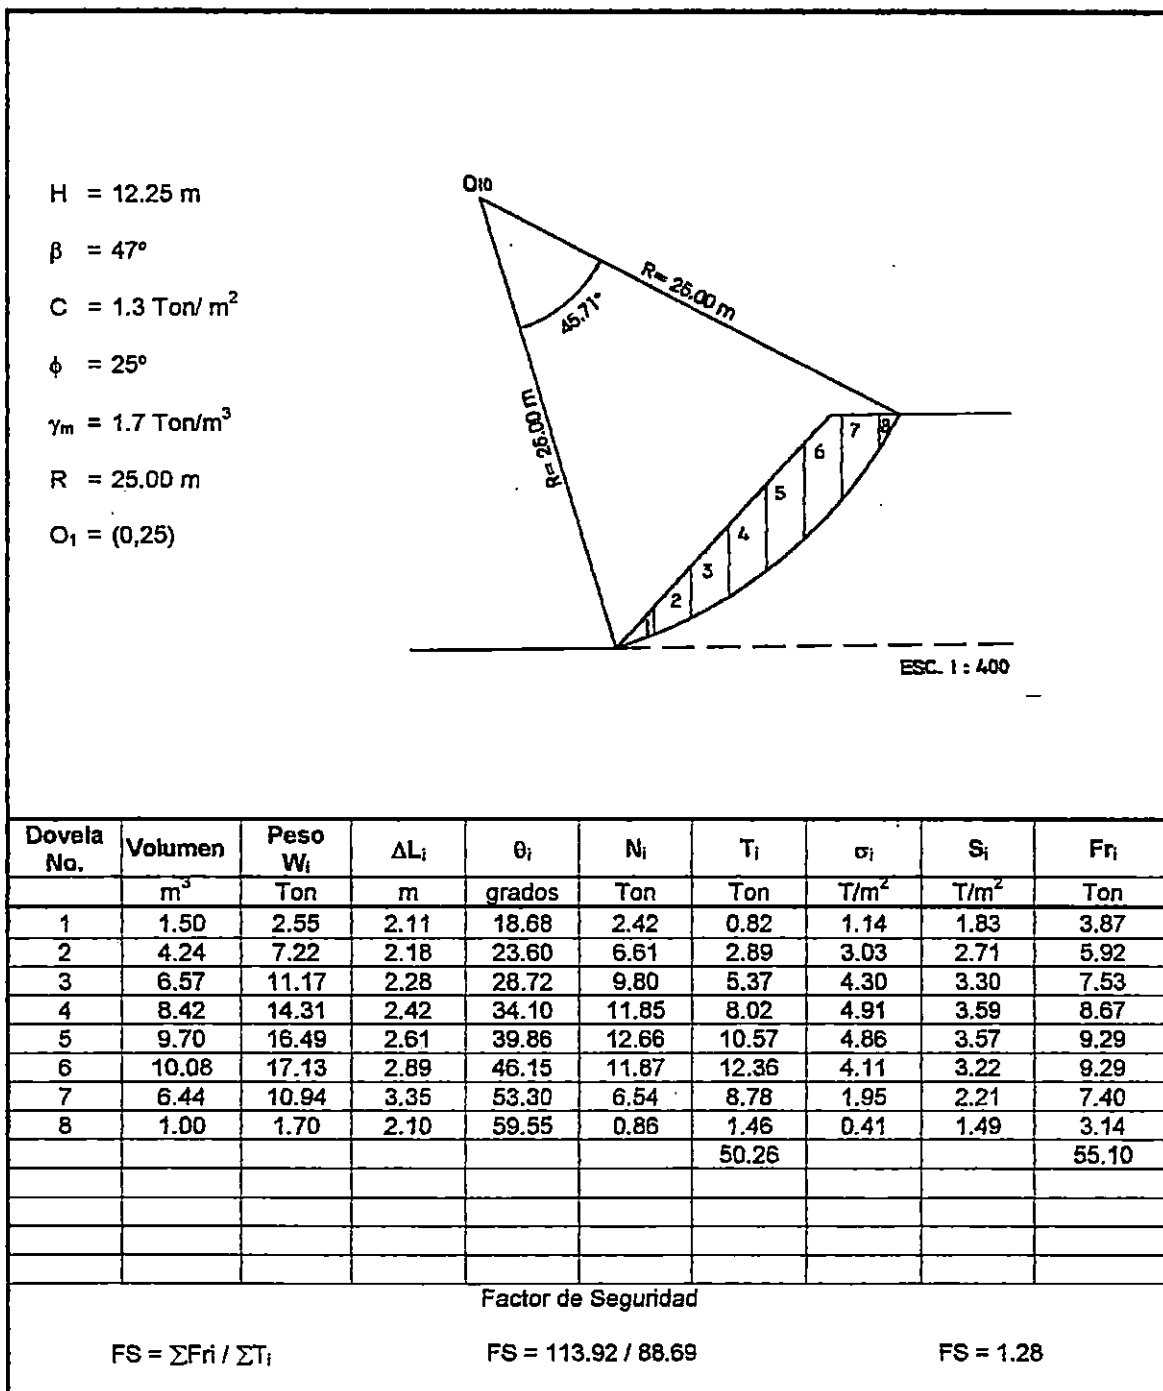 H = 12.25 m
β = 47°
C = 1.3 Ton/ m²
ϕ = 25°
γm = 1.7 Ton/m³
R = 25.00 m
O₁ = (0,25)
O10
R= 25.00 m
45.71°
R= 25.00 m
2
3
4
5
6
7
8
ESC. 1 : 400
Dovela No. Volumen Peso Wi ΔLi θi Ni Ti σi Si Fri
m³ Ton m grados Ton Ton T/m² T/m² Ton
1 1.50 2.55 2.11 18.68 2.42 0.82 1.14 1.83 3.87
2 4.24 7.22 2.18 23.60 6.61 2.89 3.03 2.71 5.92
3 6.57 11.17 2.28 28.72 9.80 5.37 4.30 3.30 7.53
4 8.42 14.31 2.42 34.10 11.85 8.02 4.91 3.59 8.67
5 9.70 16.49 2.61 39.86 12.66 10.57 4.86 3.57 9.29
6 10.08 17.13 2.89 46.15 11.87 12.36 4.11 3.22 9.29
7 6.44 10.94 3.35 53.30 6.54 8.78 1.95 2.21 7.40
8 1.00 1.70 2.10 59.55 0.86 1.46 0.41 1.49 3.14
50.26 55.10
Factor de Seguridad
FS = ∑Fri / ∑Ti FS = 113.92 / 88.69 FS = 1.28